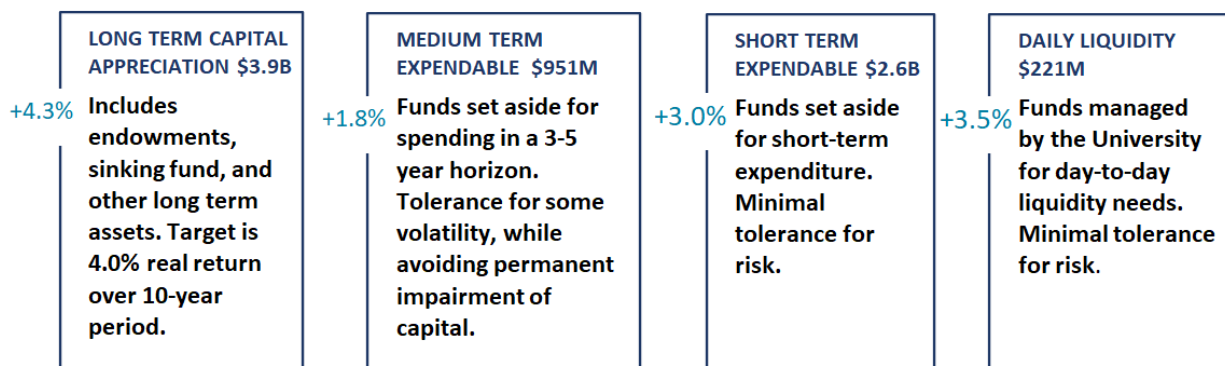 LONG TERM CAPITAL
APPRECIATION $3.9B
+4.3%
Includes
endowments,
sinking fund, and
other long term
assets. Target is
4.0% real return
over 10-year
period.
MEDIUM TERM
EXPENDABLE $951M
+1.8%
Funds set aside for
spending in a 3-5
year horizon.
Tolerance for some
volatility, while
avoiding permanent
impairment of
capital.
SHORT TERM
EXPENDABLE $2.6B
+3.0%
Funds set aside
for short-term
expenditure.
Minimal
tolerance for
risk.
DAILY LIQUIDITY
$221M
+3.5%
Funds managed
by the University
for day-to-day
liquidity needs.
Minimal tolerance
for risk.